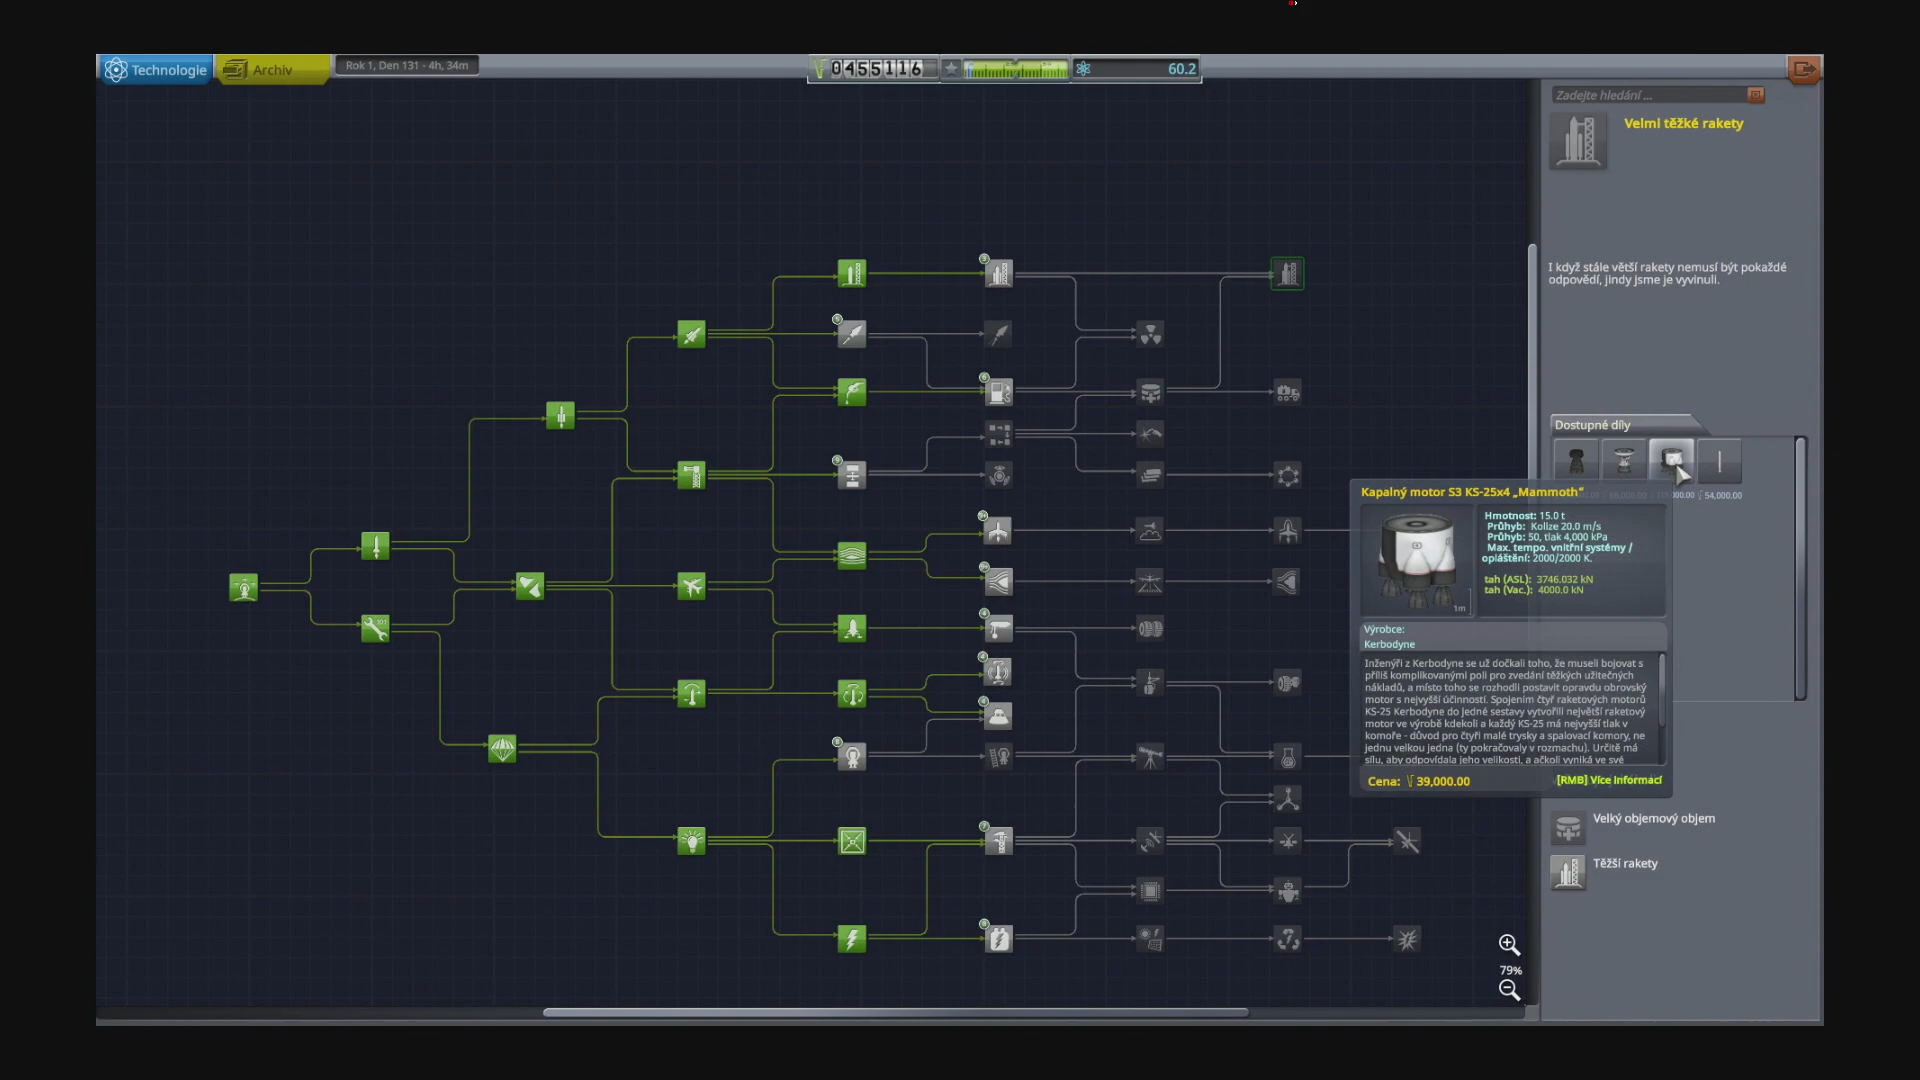 Technologie
Archív
Rok 1, Den 131 - 4h, 34m
0455116
60.2
Zadejte hledání ...
Velmi těžké rakety
I když stále větší rakety nemusí být pokaždé
odpovědí, jindy jsme je vyvinuli.
Dostupné díly
54,000.00
Kapalný motor S3 KS-25x4 „Mammoth“
Hmotnost: 15.0 t
Průhyb: Kolize 20.0 m/s
Průhyb: 50, tlak 4,000 kPa
Max. tempo. vnitřní systémy /
opláštění: 2000/2000 K.
tah (ASL): 3746.032 kN
tah (Vac.): 4000.0 kN
1m
Výrobce:
Kerbodyne
Inženýři z Kerbodyne se už dočkali toho, že museli bojovat s
příliš komplikovanými poli pro zvedání těžkých užitečných
nákladů, a místo toho se rozhodli postavit opravdu obrovský
motor s nejvyšší účinností. Spojením čtyř raketových motorů
KS-25 Kerbodyne do jedné sestavy vytvořili největší raketový
motor ve výrobě kdekoli a každý KS-25 má nejvyšší tlak v
komoře - důvod pro čtyři malé trysky a spalovací komory, ne
jednu velkou jedna (ty pokračovaly v rozmachu). Určitě má
sílu, aby odpovídala jeho velikosti, a ačkoli vyniká ve své
Cena: 39,000.00
[RMB] Více informací
Velký objemový objem
Těžší rakety
79%